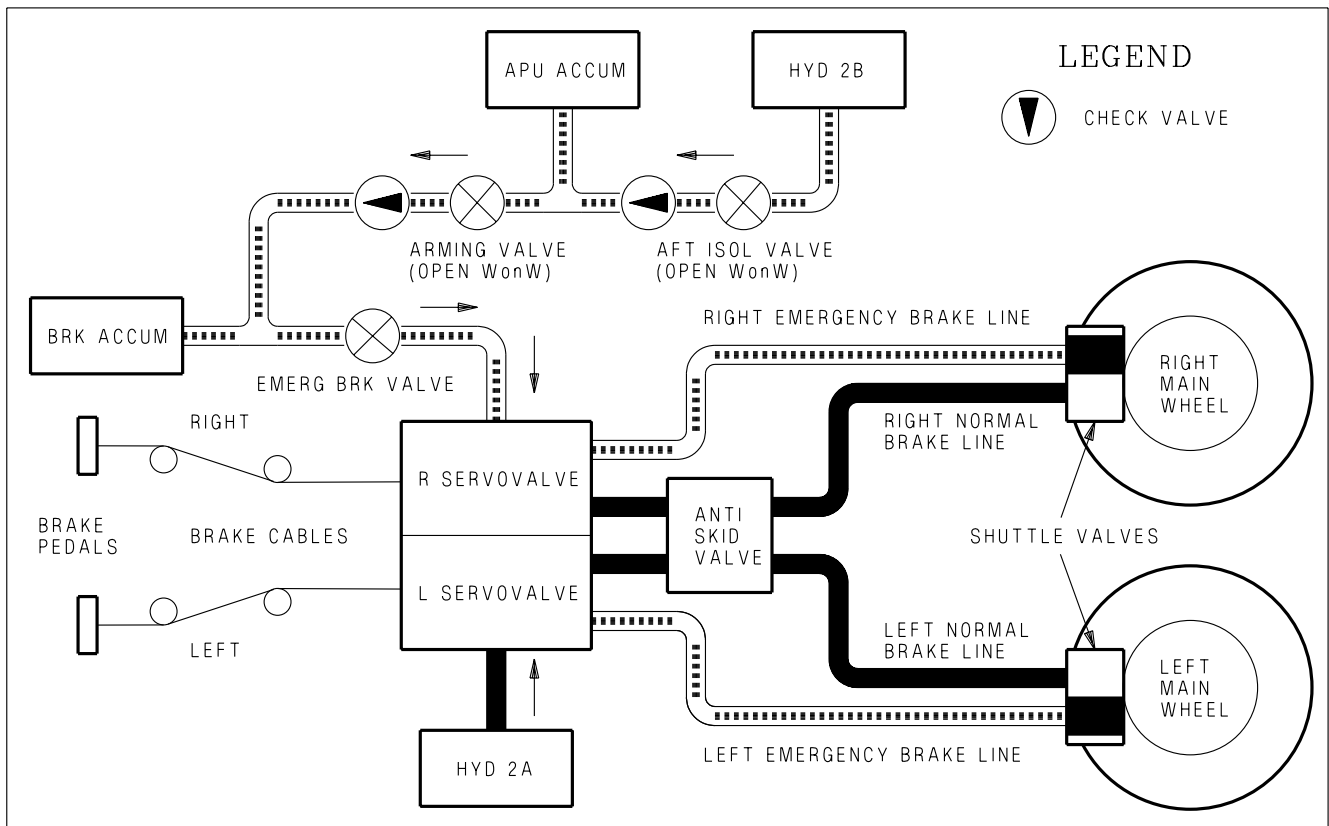 APU ACCUM
HYD 2B
LEGEND
CHECK VALVE
ARMING VALVE
(OPEN WonW)
AFT ISOL VALVE
(OPEN WonW)
BRK ACCUM
EMERG BRK VALVE
RIGHT EMERGENCY BRAKE LINE
RIGHT
MAIN
WHEEL
RIGHT NORMAL
BRAKE LINE
RIGHT
R SERVOVALVE
BRAKE
PEDALS
BRAKE CABLES
ANTI
SKID
VALVE
SHUTTLE VALVES
L SERVOVALVE
LEFT
LEFT NORMAL
BRAKE LINE
LEFT
MAIN
WHEEL
LEFT EMERGENCY BRAKE LINE
HYD 2A